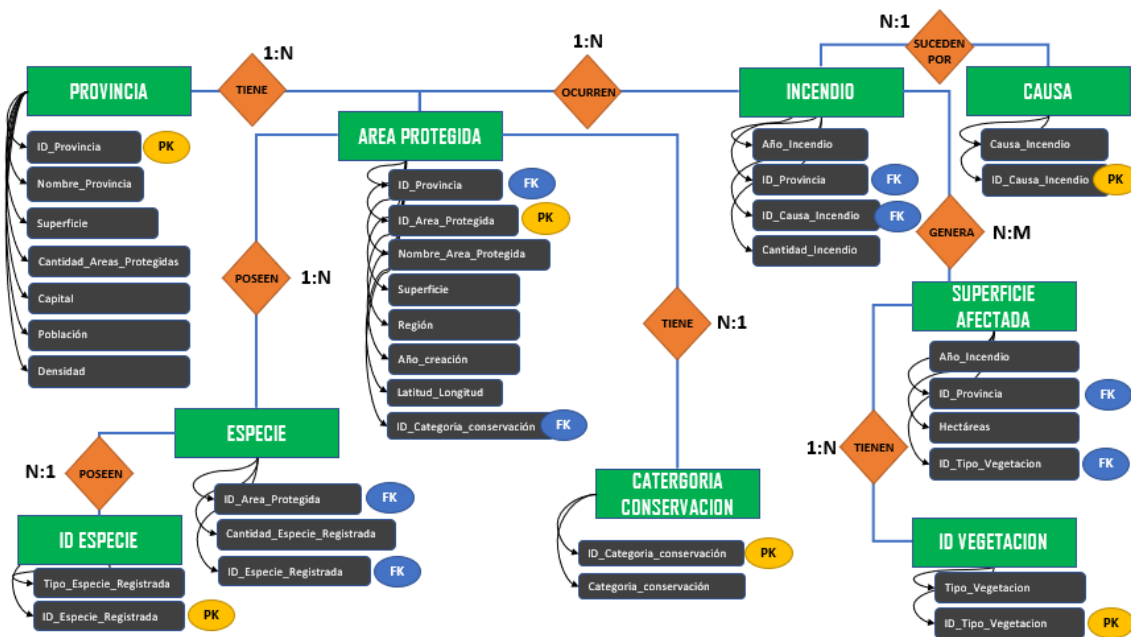 N:1
1:N
1:N
SUCEDEN
POR
PROVINCIA
TIENE
OCURREN
INCENDIO
CAUSA
AREA PROTEGIDA
ID_Provincia
PK
Nombre_Provincia
Superficie
Cantidad_Areas_Protegidas
Capital
Población
Densidad
ID_Provincia
FK
ID_Area_Protegida
PK
Nombre_Area_Protegida
Superficie
Región
Año_creación
Latitud_Longitud
ID_Categoria_conservación
FK
Año_Incendio
ID_Provincia
FK
ID_Causa_Incendio
FK
Cantidad_Incendio
Causa_Incendio
ID_Causa_Incendio
PK
GENERA
N:M
POSEEN
1:N
TIENE
N:1
SUPERFICIE
AFECTADA
Año_Incendio
ID_Provincia
FK
Hectáreas
ID_Tipo_Vegetacion
FK
1:N
TIENEN
ESPECIE
ID_Area_Protegida
FK
Cantidad_Especie_Registrada
ID_Especie_Registrada
FK
N:1
POSEEN
ID ESPECIE
Tipo_Especie_Registrada
ID_Especie_Registrada
PK
CATERGORIA
CONSERVACION
ID_Categoria_conservación
PK
Categoria_conservación
ID VEGETACION
Tipo_Vegetacion
ID_Tipo_Vegetacion
PK